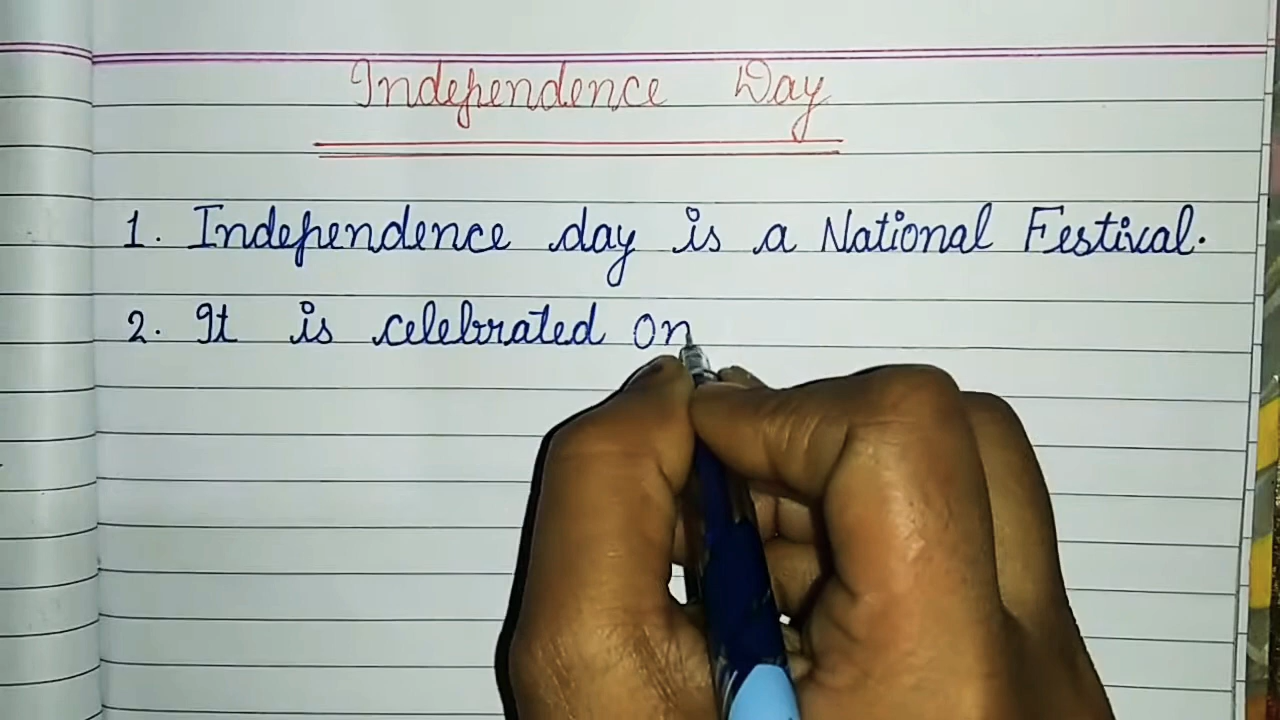 Independence Day
1. Independence day is a National Festival.
2. It is celebrated on